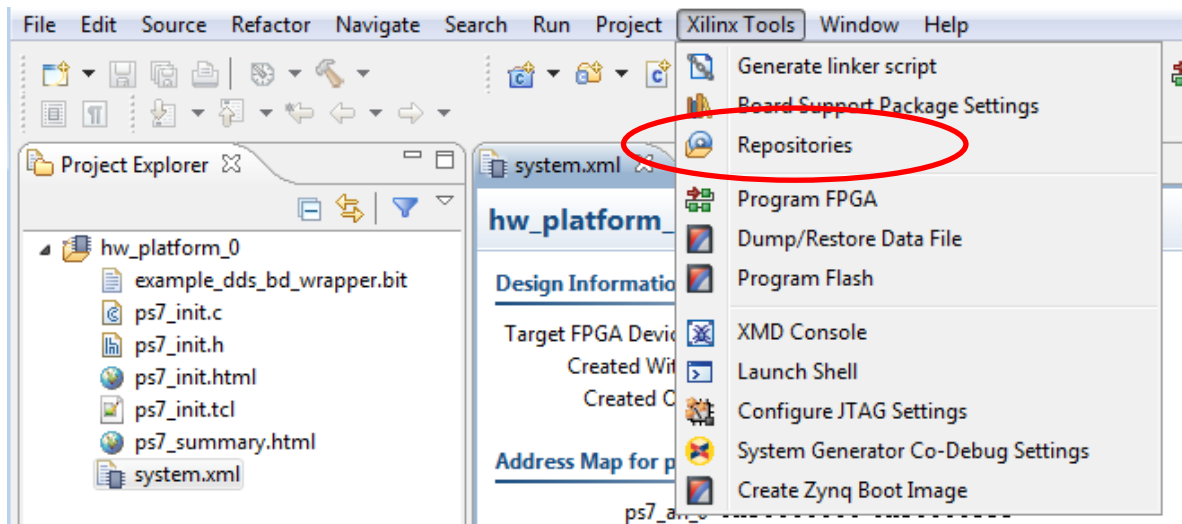 File Edit Source Refactor Navigate Search Run Project Xilinx Tools Window Help
Generate linker script
Board Support Package Settings
Repositories
Program FPGA
Dump/Restore Data File
Program Flash
XMD Console
Launch Shell
Configure JTAG Settings
System Generator Co-Debug Settings
Create Zynq Boot Image
Project Explorer
hw_platform_0
example_dds_bd_wrapper.bit
ps7_init.c
ps7_init.h
ps7_init.html
ps7_init.tcl
ps7_summary.html
system.xml
system.xml
hw_platform_
Design Informatio
Target FPGA Devic
Created Wit
Created O
Address Map for p